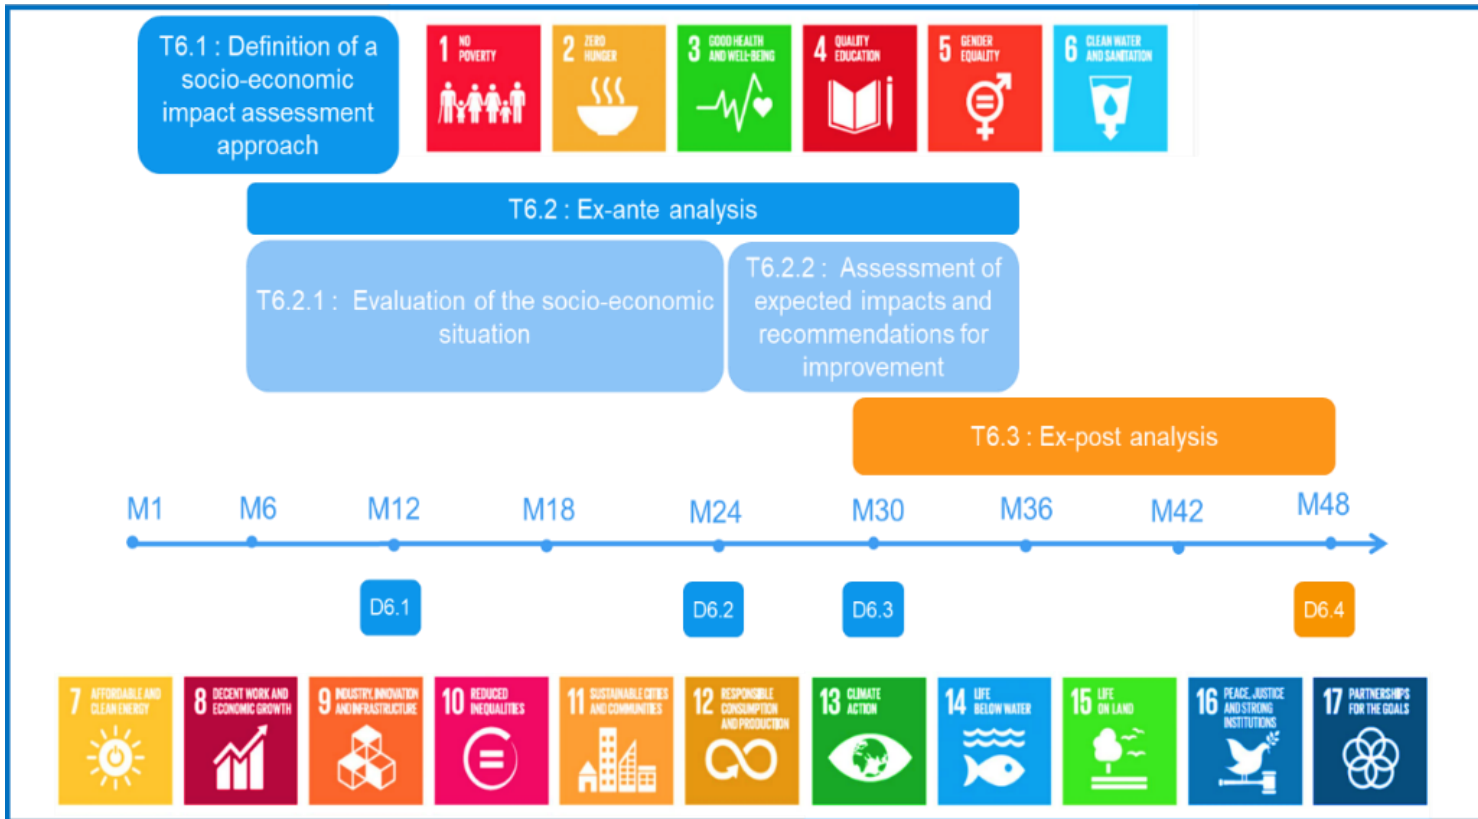 T6.1 : Definition of a
socio-economic
impact assessment
approach
1 NO
POVERTY
2 ZERO
HUNGER
3 GOOD HEALTH
AND WELL-BEING
4 QUALITY
EDUCATION
5 GENDER
EQUALITY
6 CLEAN WATER
AND SANITATION
T6.2 : Ex-ante analysis
T6.2.1 : Evaluation of the socio-economic
situation
T6.2.2 : Assessment of
expected impacts and
recommendations for
improvement
T6.3 : Ex-post analysis
M1 M6 M12 M18 M24 M30 M36 M42 M48
D6.1 D6.2 D6.3 D6.4
7 AFFORDABLE AND
CLEAN ENERGY
8 DECENT WORK AND
ECONOMIC GROWTH
9 INDUSTRY, INNOVATION
AND INFRASTRUCTURE
10 REDUCED
INEQUALITIES
11 SUSTAINABLE CITIES
AND COMMUNITIES
12 RESPONSIBLE
CONSUMPTION
AND PRODUCTION
13 CLIMATE
ACTION
14 LIFE
BELOW WATER
15 LIFE
ON LAND
16 PEACE, JUSTICE
AND STRONG
INSTITUTIONS
17 PARTNERSHIPS
FOR THE GOALS